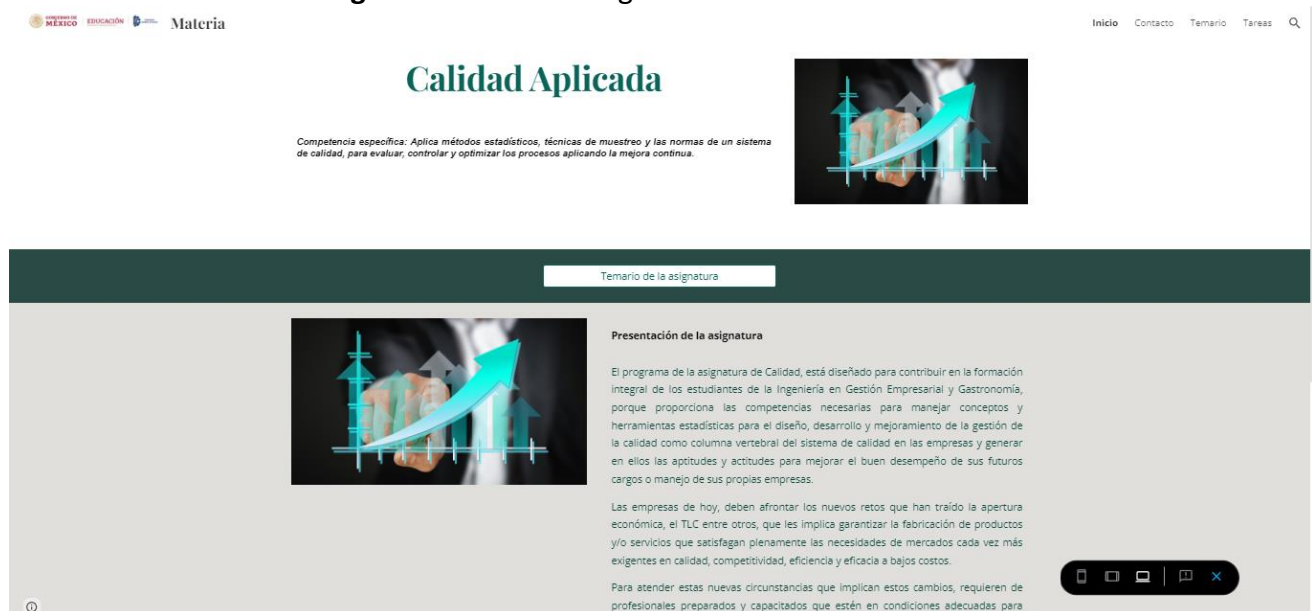 GOBIERNO DE
MÉXICO EDUCACIÓN Materia
Inicio Contacto Temario Tareas
Calidad Aplicada
Competencia específica: Aplica métodos estadísticos, técnicas de muestreo y las normas de un sistema
de calidad, para evaluar, controlar y optimizar los procesos aplicando la mejora continua.
Temario de la asignatura
Presentación de la asignatura
El programa de la asignatura de Calidad, está diseñado para contribuir en la formación
integral de los estudiantes de la Ingeniería en Gestión Empresarial y Gastronomía,
porque proporciona las competencias necesarias para manejar conceptos y
herramientas estadísticas para el diseño, desarrollo y mejoramiento de la gestión de
la calidad como columna vertebral del sistema de calidad en las empresas y generar
en ellos las aptitudes y actitudes para mejorar el buen desempeño de sus futuros
cargos o manejo de sus propias empresas.
Las empresas de hoy, deben afrontar los nuevos retos que han traído la apertura
económica, el TLC entre otros, que les implica garantizar la fabricación de productos
y/o servicios que satisfagan plenamente las necesidades de mercados cada vez más
exigentes en calidad, competitividad, eficiencia y eficacia a bajos costos.
Para atender estas nuevas circunstancias que implican estos cambios, requieren de
profesionales preparados y capacitados que estén en condiciones adecuadas para